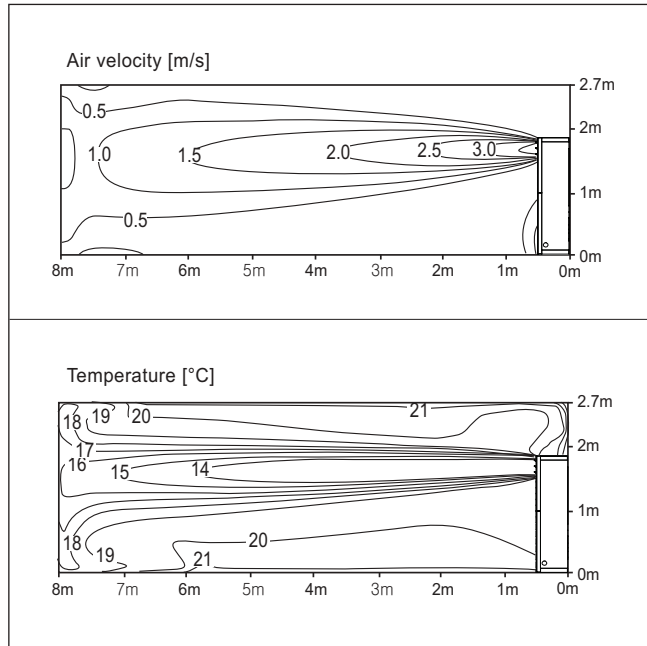 Air velocity [m/s]
2.7m
0.5
2m
1.0
1.5
2.0
2.5
3.0
1m
0.5
0m
8m 7m 6m 5m 4m 3m 2m 1m 0m
Temperature [°C]
2.7m
18 19 20 21
17
2m
16
15
14
1m
18
19
20
21
0m
8m 7m 6m 5m 4m 3m 2m 1m 0m